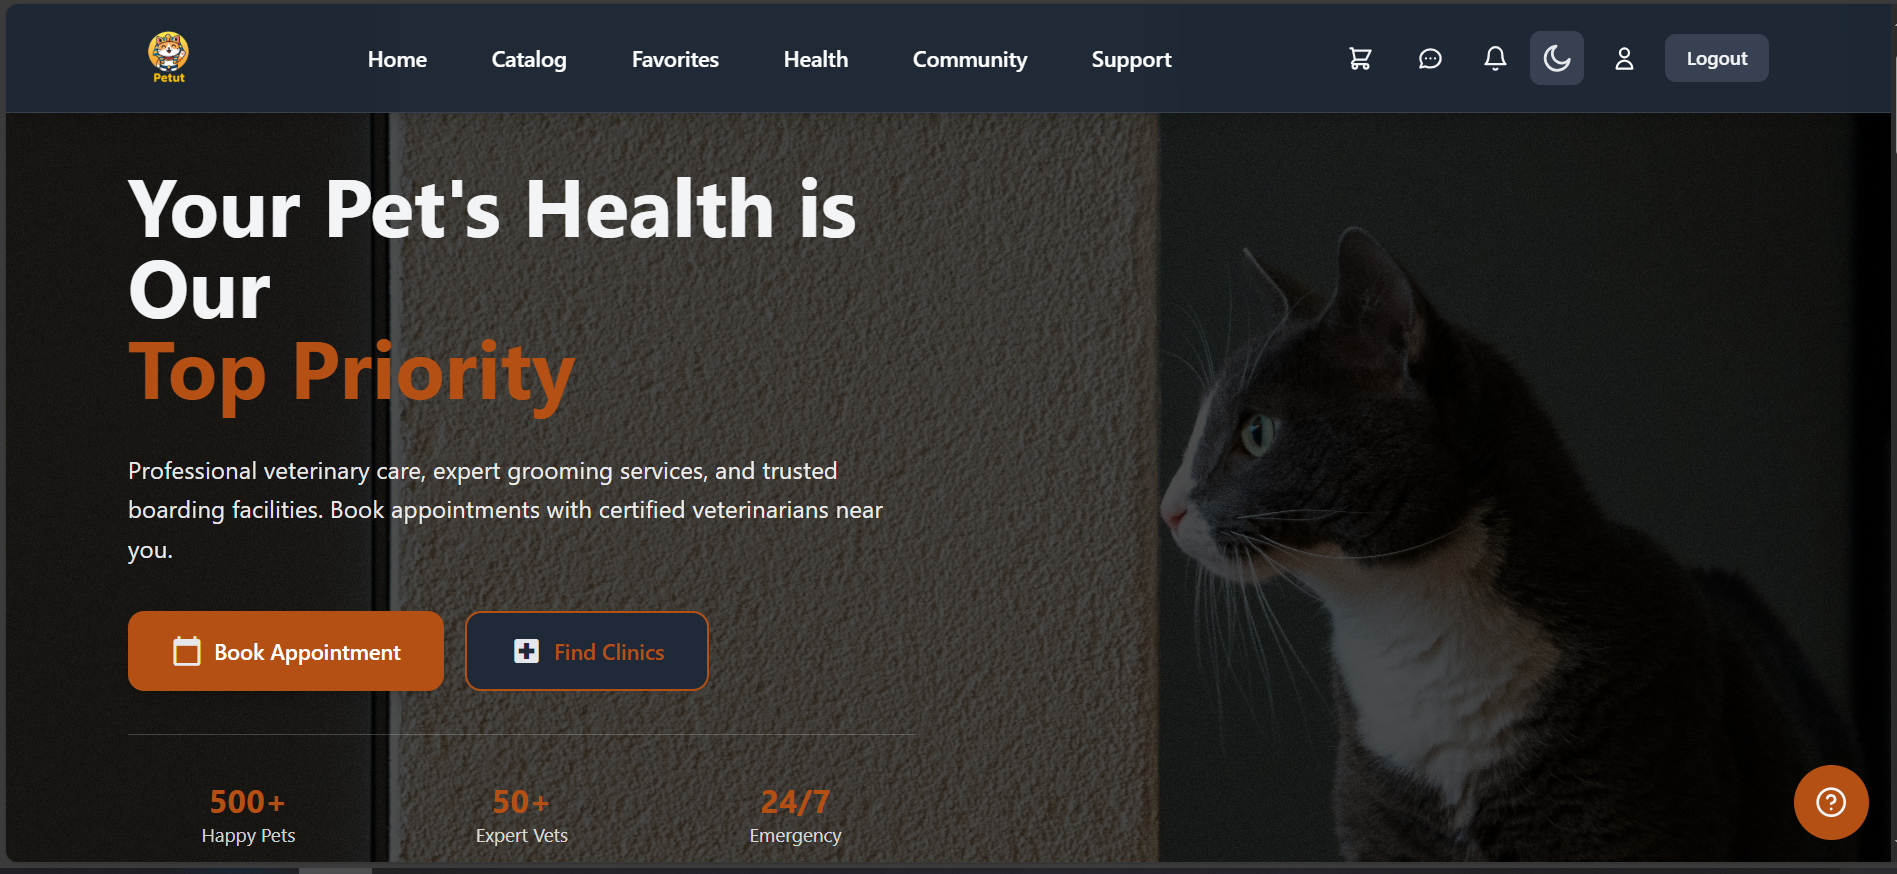 Petut
Home Catalog Favorites Health Community Support Logout
Your Pet's Health is
Our
Top Priority
Professional veterinary care, expert grooming services, and trusted
boarding facilities. Book appointments with certified veterinarians near
you.
Book Appointment Find Clinics
500+ 50+ 24/7
Happy Pets Expert Vets Emergency